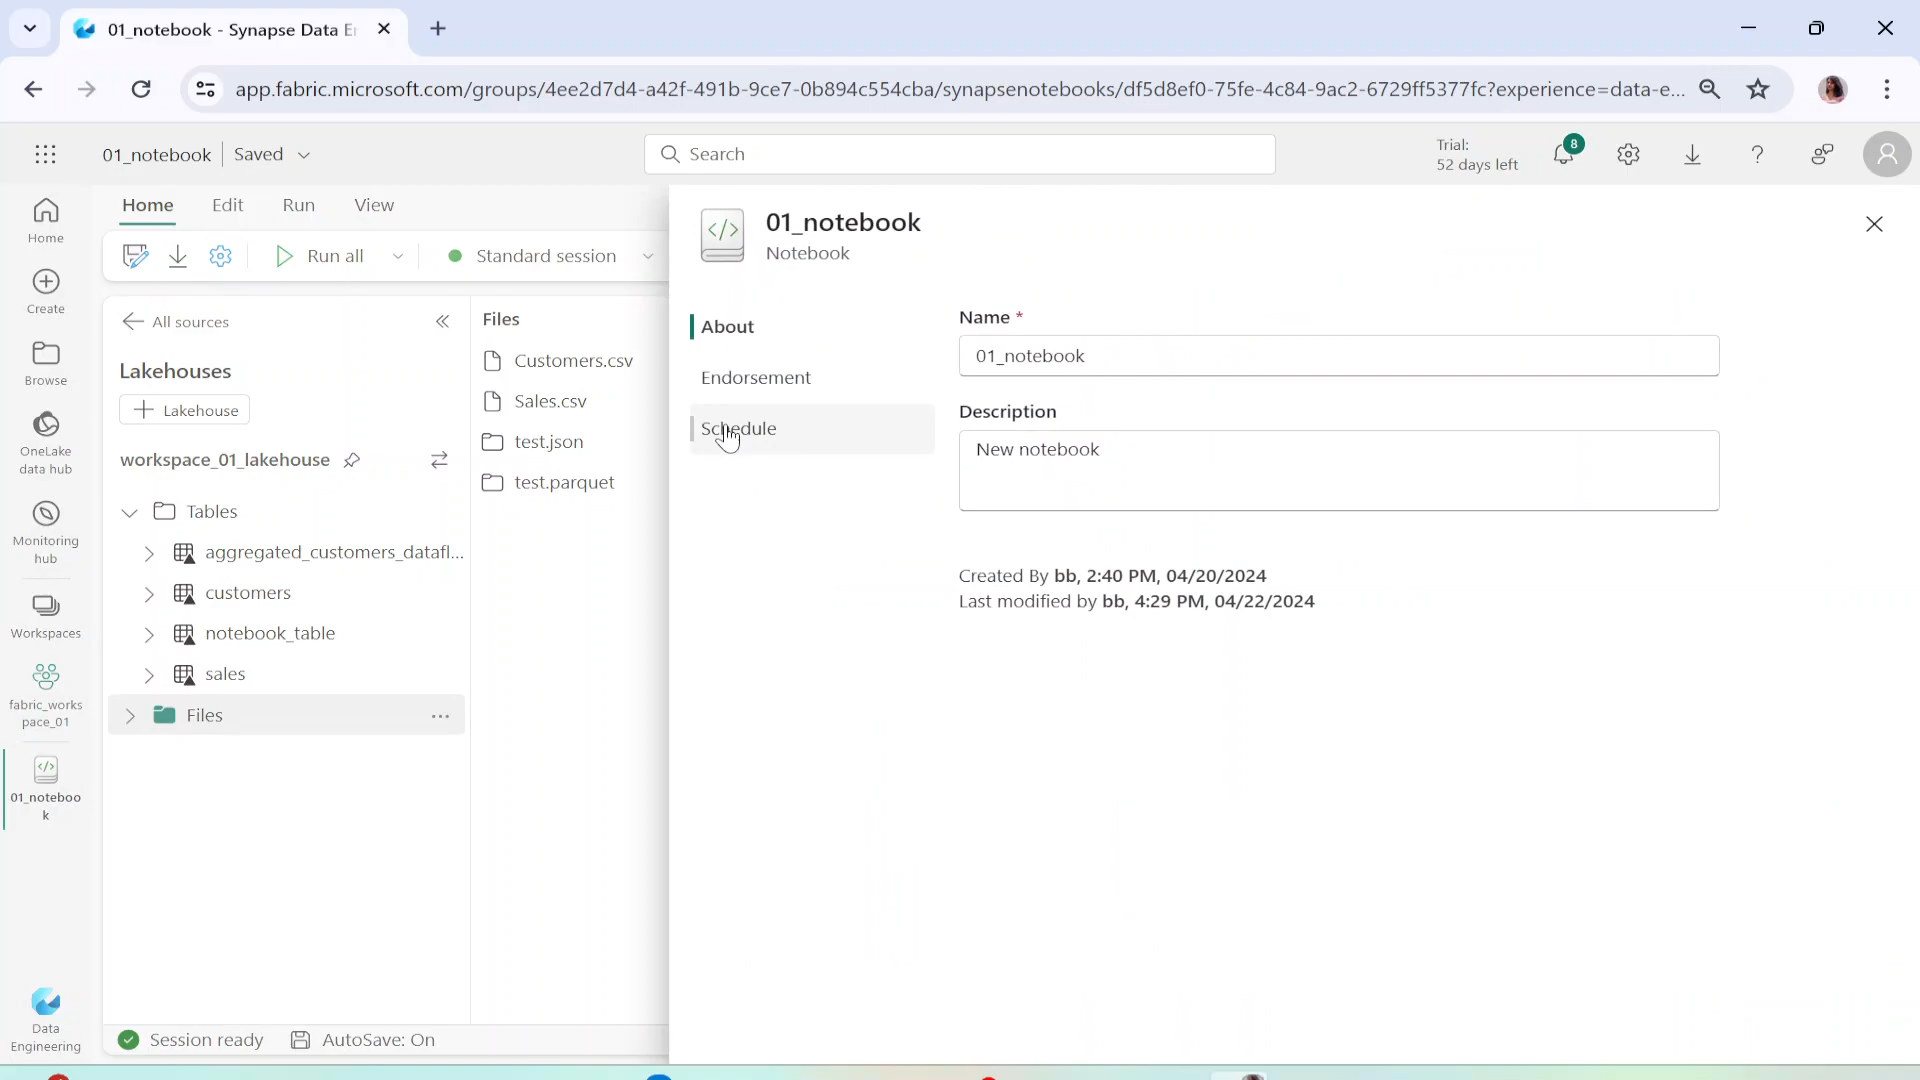 01_notebook - Synapse Data Er
app.fabric.microsoft.com/groups/4ee2d7d4-a42f-491b-9ce7-0b894c554cba/synapsenotebooks/df5d8ef0-75fe-4c84-9ac2-6729ff5377fc?experience=data-e...
01_notebook
Saved
Search
Trial:
52 days left
8
Home
Create
Browse
OneLake
data hub
Monitoring
hub
Workspaces
fabric_works
pace_01
01_noteboo
k
Data
Engineering
Home
Edit
Run
View
Run all
Standard session
All sources
Lakehouses
Lakehouse
workspace_01_lakehouse
Tables
aggregated_customers_datafl...
customers
notebook_table
sales
Files
Session ready
AutoSave: On
Files
Customers.csv
Sales.csv
test.json
test.parquet
01_notebook
Notebook
About
Endorsement
Schedule
Name *
01_notebook
Description
New notebook
Created By bb, 2:40 PM, 04/20/2024
Last modified by bb, 4:29 PM, 04/22/2024